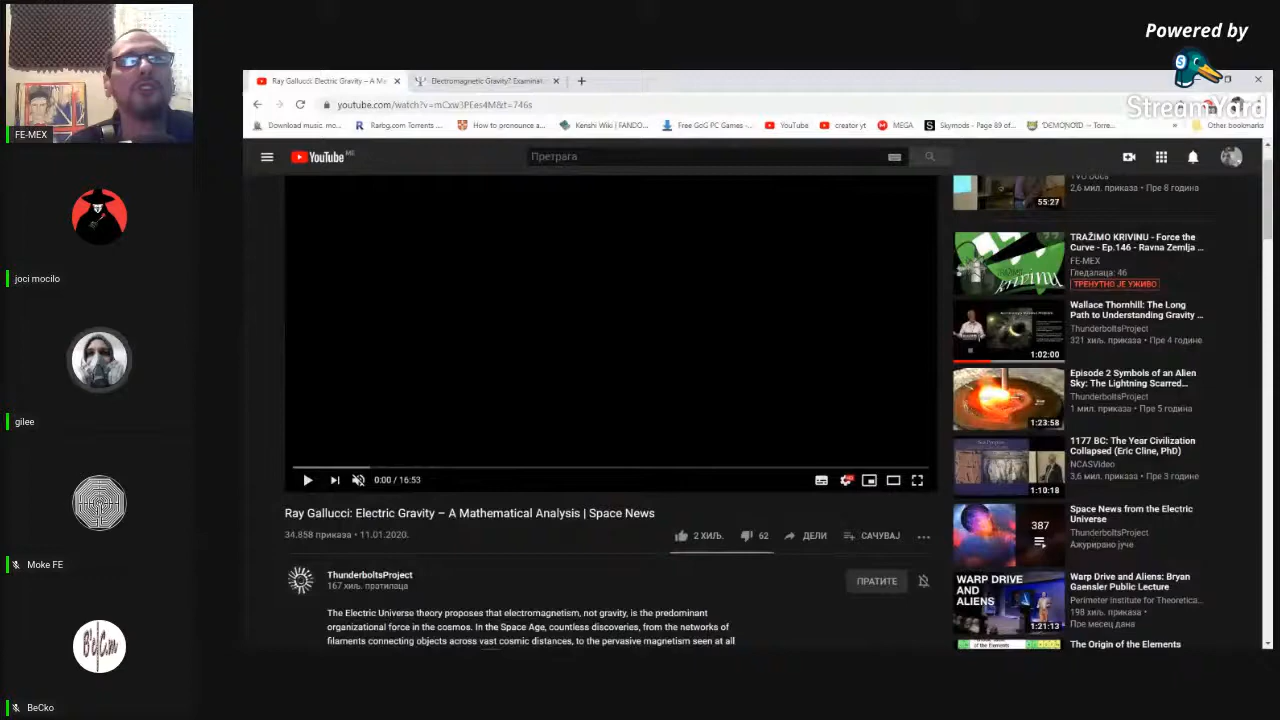 Powered by
StreamYard
FE-MEX
joci mocilo
gilee
Moke FE
BeCko
Ray Gallucci: Electric Gravity – A Ma
Electromagnetic Gravity? Examinat
youtube.com/watch?v=mCxw3PEes4M&t=746s
Download music, mo...
Rarbg.com Torrents ...
How to pronounce a...
Kenshi Wiki | FANDO...
Free GoG PC Games -...
YouTube
creator yt
MEGA
Skymods - Page 89 of...
'DEMONOID -- Torre...
Other bookmarks
YouTube ME
Претрага
0:00 / 16:53
Ray Gallucci: Electric Gravity – A Mathematical Analysis | Space News
34.858 приказа • 11.01.2020.
2 ХИЉ.
62
ДЕЛИ
САЧУВАЈ
ThunderboltsProject
167 хиљ. пратилаца
ПРАТИТЕ
The Electric Universe theory proposes that electromagnetism, not gravity, is the predominant
organizational force in the cosmos. In the Space Age, countless discoveries, from the networks of
filaments connecting objects across vast cosmic distances, to the pervasive magnetism seen at all
55:27
2,6 мил. приказа • Пре 8 година
TRAŽIMO KRIVINU - Force the
Curve - Ep.146 - Ravna Zemlja ...
FE-MEX
Гледалаца: 46
ТРЕНУТНО ЈЕ УЖИВО
Wallace Thornhill: The Long
Path to Understanding Gravity ...
ThunderboltsProject
321 хиљ. приказа • Пре 4 године
1:02:00
Episode 2 Symbols of an Alien
Sky: The Lightning Scarred...
ThunderboltsProject
1 мил. приказа • Пре 5 година
1:23:58
1177 BC: The Year Civilization
Collapsed (Eric Cline, PhD)
NCASVideo
3,6 мил. приказа • Пре 3 године
1:10:18
Space News from the Electric
Universe
ThunderboltsProject
Ажурирано јуче
387
WARP DRIVE
AND
ALIENS
Warp Drive and Aliens: Bryan
Gaensler Public Lecture
Perimeter Institute for Theoretica...
198 хиљ. приказа •
Пре месец дана
1:21:13
The Origin of the Elements